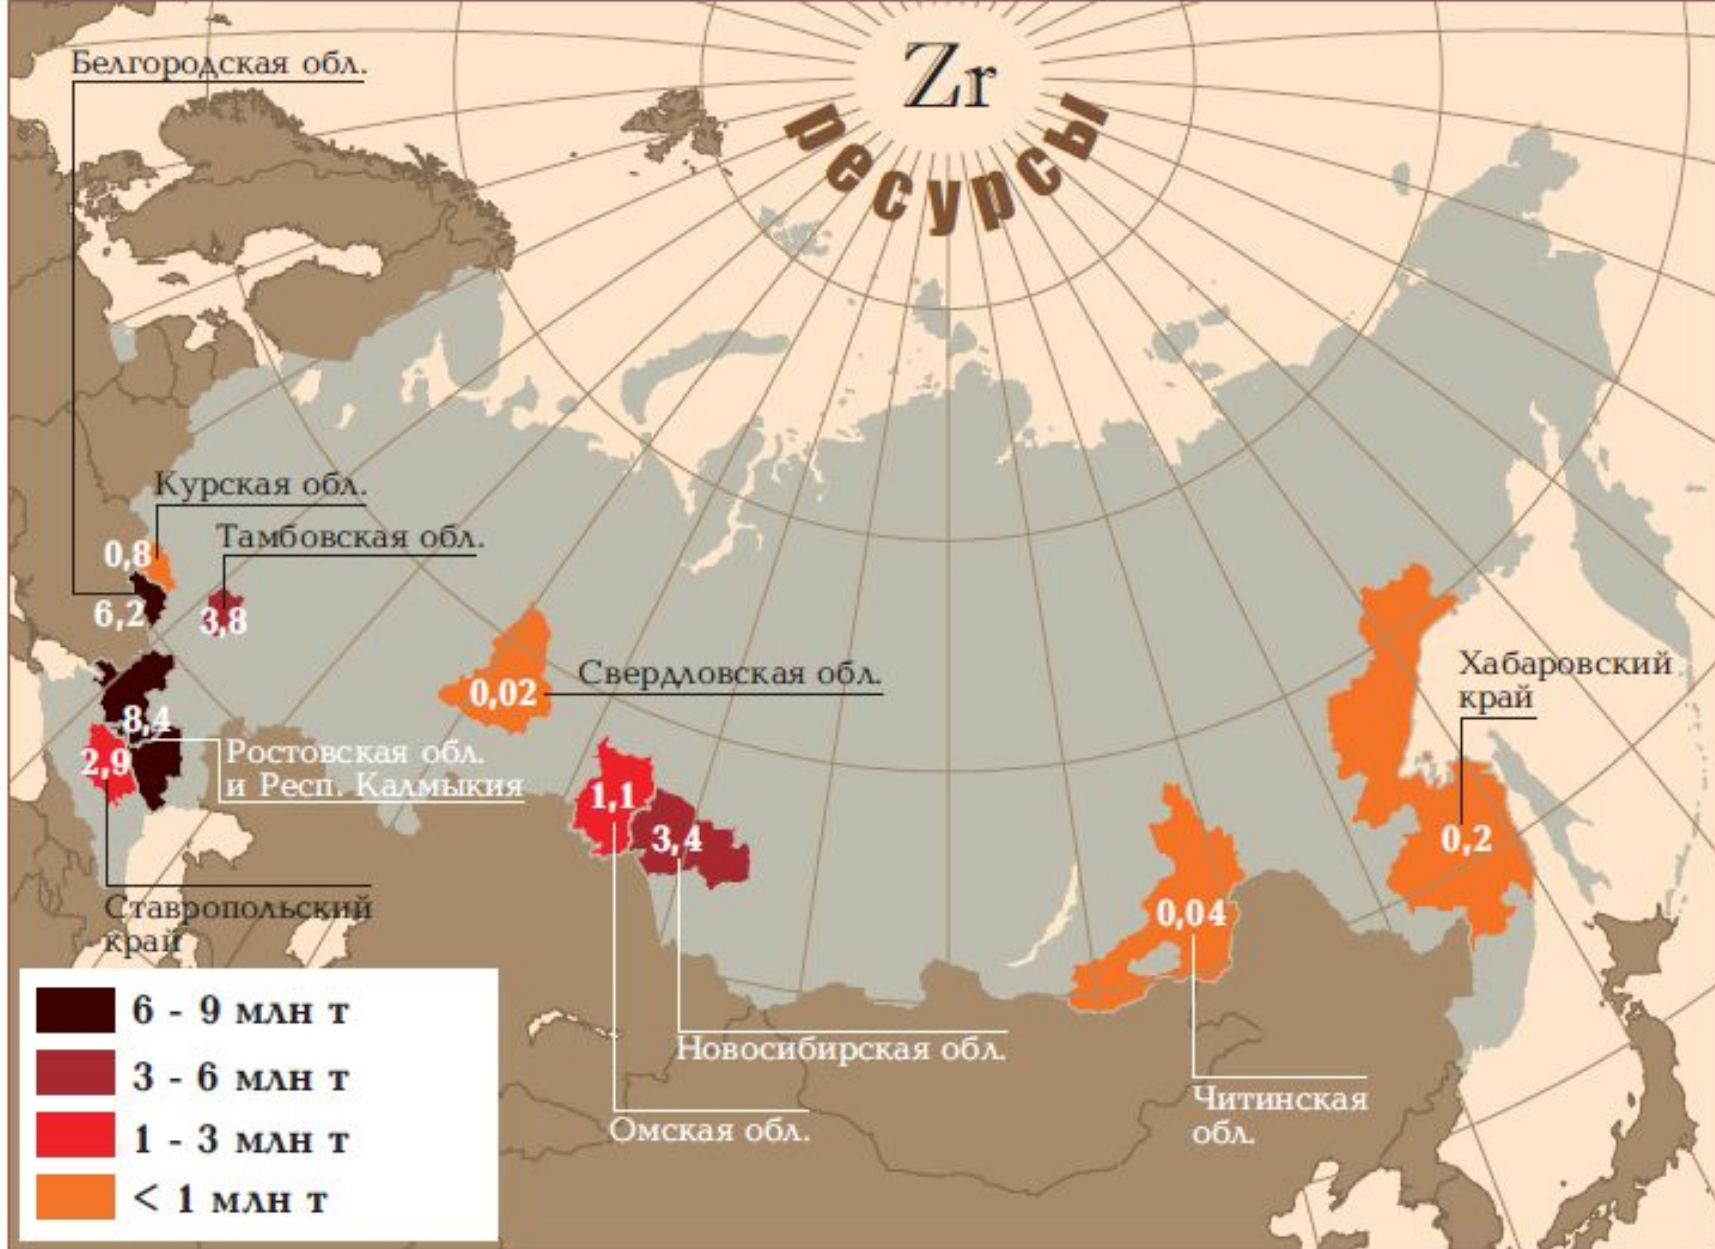 Zr
ресурсы
Белгородская обл.
Курская обл.
0,8
Тамбовская обл.
6,2
3,8
Свердловская обл.
0,02
Хабаровский
край
8,4
2,9
Ростовская обл.
и Респ. Калмыкия
1,1
3,4
0,2
0,04
Ставропольский
край
6 - 9 млн т
3 - 6 млн т
1 - 3 млн т
< 1 млн т
Новосибирская обл.
Омская обл.
Читинская
обл.